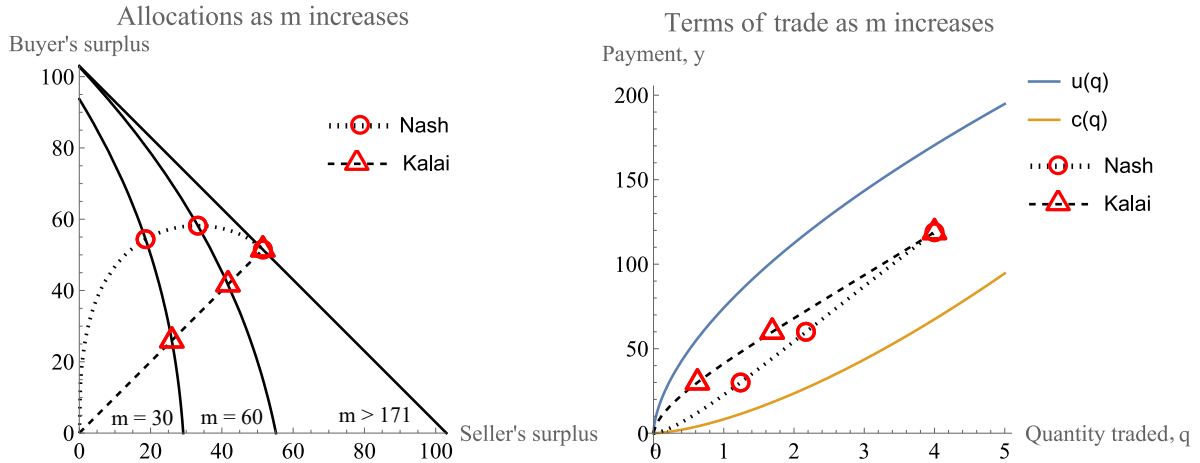 Allocations as m increases
Buyer's surplus
100
80
60
40
20
0
Nash
Kalai
m = 30
m = 60
m > 171
Seller's surplus
0
20
40
60
80
100
Terms of trade as m increases
Payment, y
200
150
100
50
0
u(q)
c(q)
Nash
Kalai
Quantity traded, q
0
1
2
3
4
5